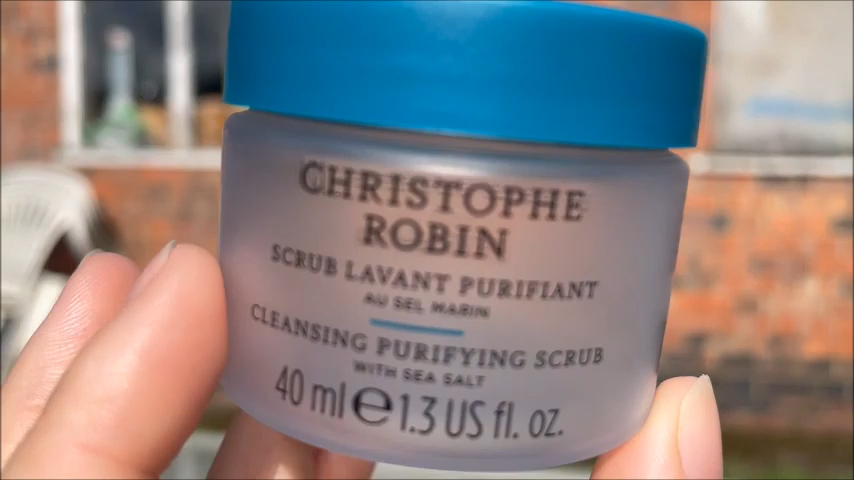 CHRISTOPHE
ROBIN
SCRUB LAVANT PURIFIANT
AU SEL MARIN
CLEANSING PURIFYING SCRUB
WITH SEA SALT
40 ml ℮ 1.3 US fl. oz.